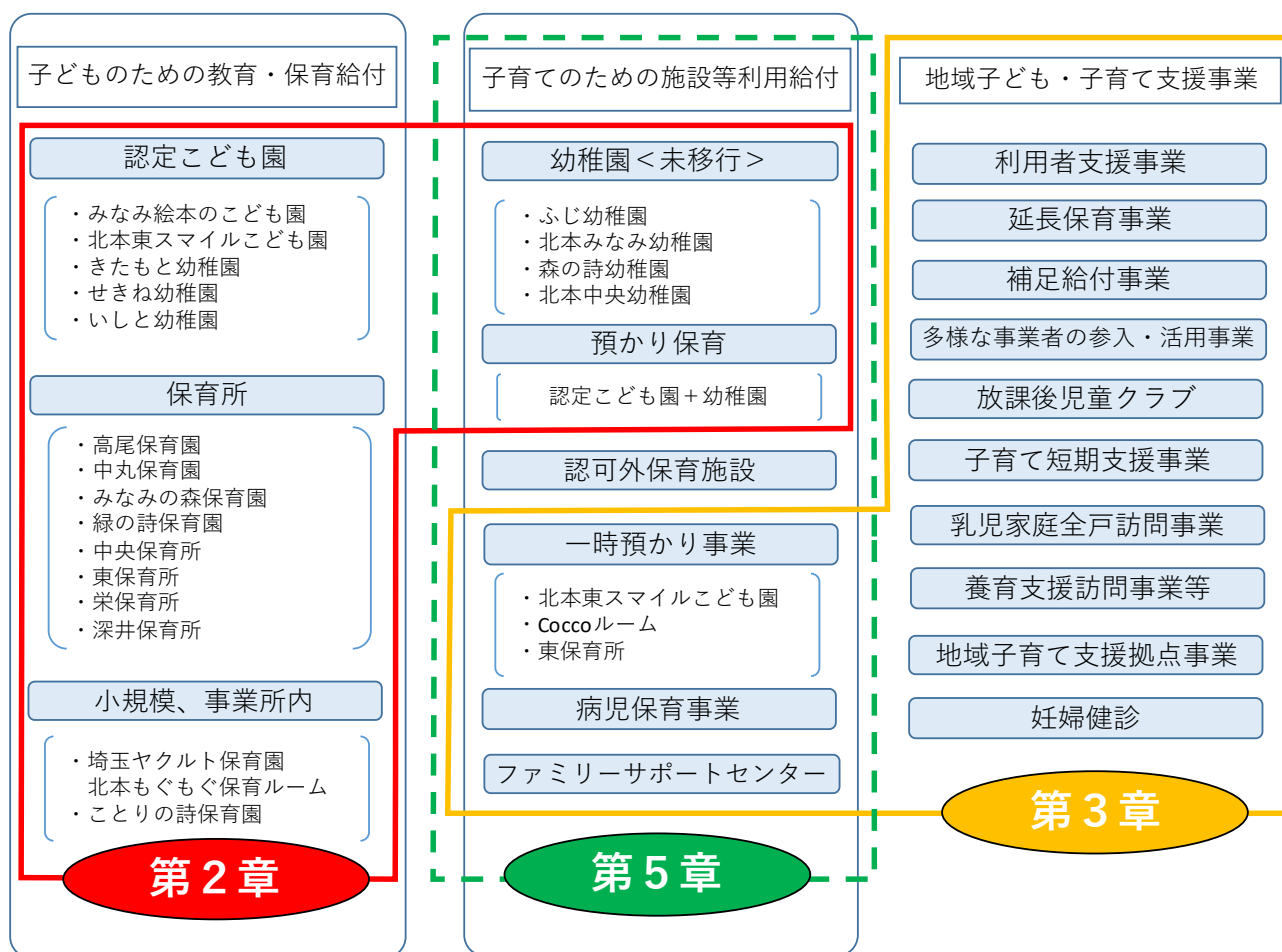 子どものための教育・保育給付
認定こども園
・みなみ絵本のこども園
・北本東スマイルこども園
・きたもと幼稚園
・せきね幼稚園
・いしと幼稚園
保育所
・高尾保育園
・中丸保育園
・みなみの森保育園
・緑の詩保育園
・中央保育所
・東保育所
・栄保育所
・深井保育所
小規模、事業所内
・埼玉ヤクルト保育園
北本もぐもぐ保育ルーム
・ことりの詩保育園
第2章
子育てのための施設等利用給付
幼稚園<未移行>
・ふじ幼稚園
・北本みなみ幼稚園
・森の詩幼稚園
・北本中央幼稚園
預かり保育
認定こども園+幼稚園
認可外保育施設
一時預かり事業
・北本東スマイルこども園
・Coccoルーム
・東保育所
病児保育事業
ファミリーサポートセンター
第5章
地域子ども・子育て支援事業
利用者支援事業
延長保育事業
補足給付事業
多様な事業者の参入・活用事業
放課後児童クラブ
子育て短期支援事業
乳児家庭全戸訪問事業
養育支援訪問事業等
地域子育て支援拠点事業
妊婦健診
第3章